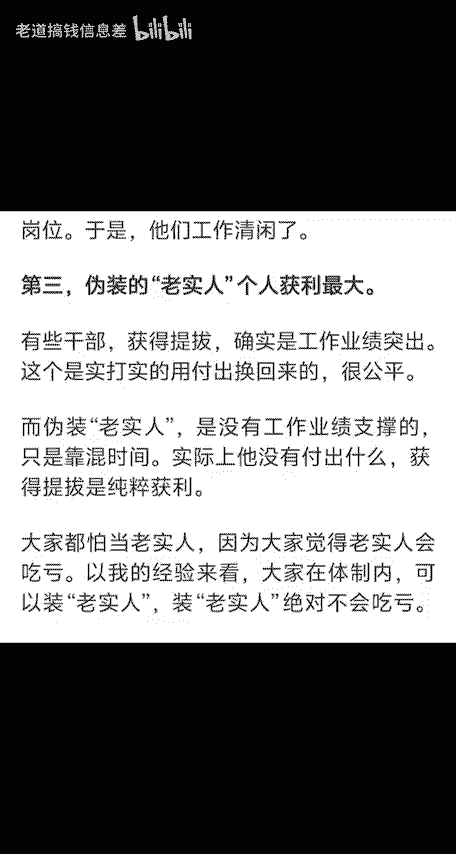 老道搞钱信息差 bilibili
岗位。于是，他们工作清闲了。
第三，伪装的“老实人”个人获利最大。
有些干部，获得提拔，确实是工作业绩突出。
这个是实打实的用付出换回来的，很公平。
而伪装“老实人”，是没有工作业绩支撑的，
只是靠混时间。实际上他没有付出什么，获
得提拔是纯粹获利。
大家都怕当老实人，因为大家觉得老实人会
吃亏。以我的经验来看，大家在体制内，可
以装“老实人”，装“老实人”绝对不会吃亏。